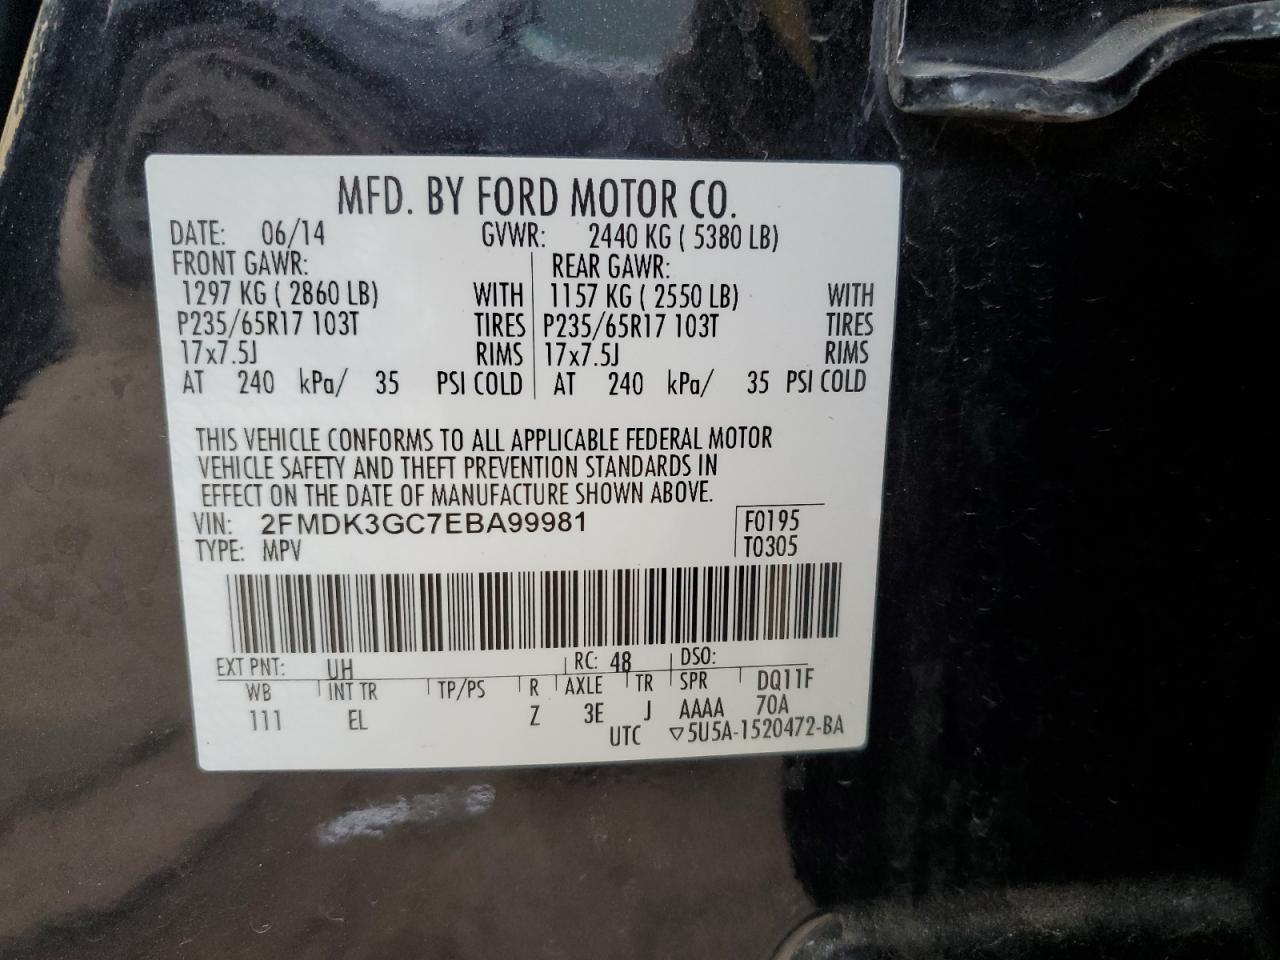 MFD. BY FORD MOTOR CO.
DATE: 06/14 GVWR: 2440 KG ( 5380 LB)
FRONT GAWR: REAR GAWR:
1297 KG ( 2860 LB) WITH 1157 KG ( 2550 LB) WITH
P235/65R17 103T TIRES P235/65R17 103T TIRES
17x7.5J RIMS 17x7.5J RIMS
AT 240 kPa/ 35 PSI COLD AT 240 kPa/ 35 PSI COLD
THIS VEHICLE CONFORMS TO ALL APPLICABLE FEDERAL MOTOR
VEHICLE SAFETY AND THEFT PREVENTION STANDARDS IN
EFFECT ON THE DATE OF MANUFACTURE SHOWN ABOVE.
VIN: 2FMDK3GC7EBA99981 F0195
TYPE: MPV T0305
EXT PNT: UH RC: 48 DSO:
WB INT TR TP/PS R AXLE TR SPR DQ11F
111 EL Z 3E J AAAA 70A
UTC ▽5U5A-1520472-BA